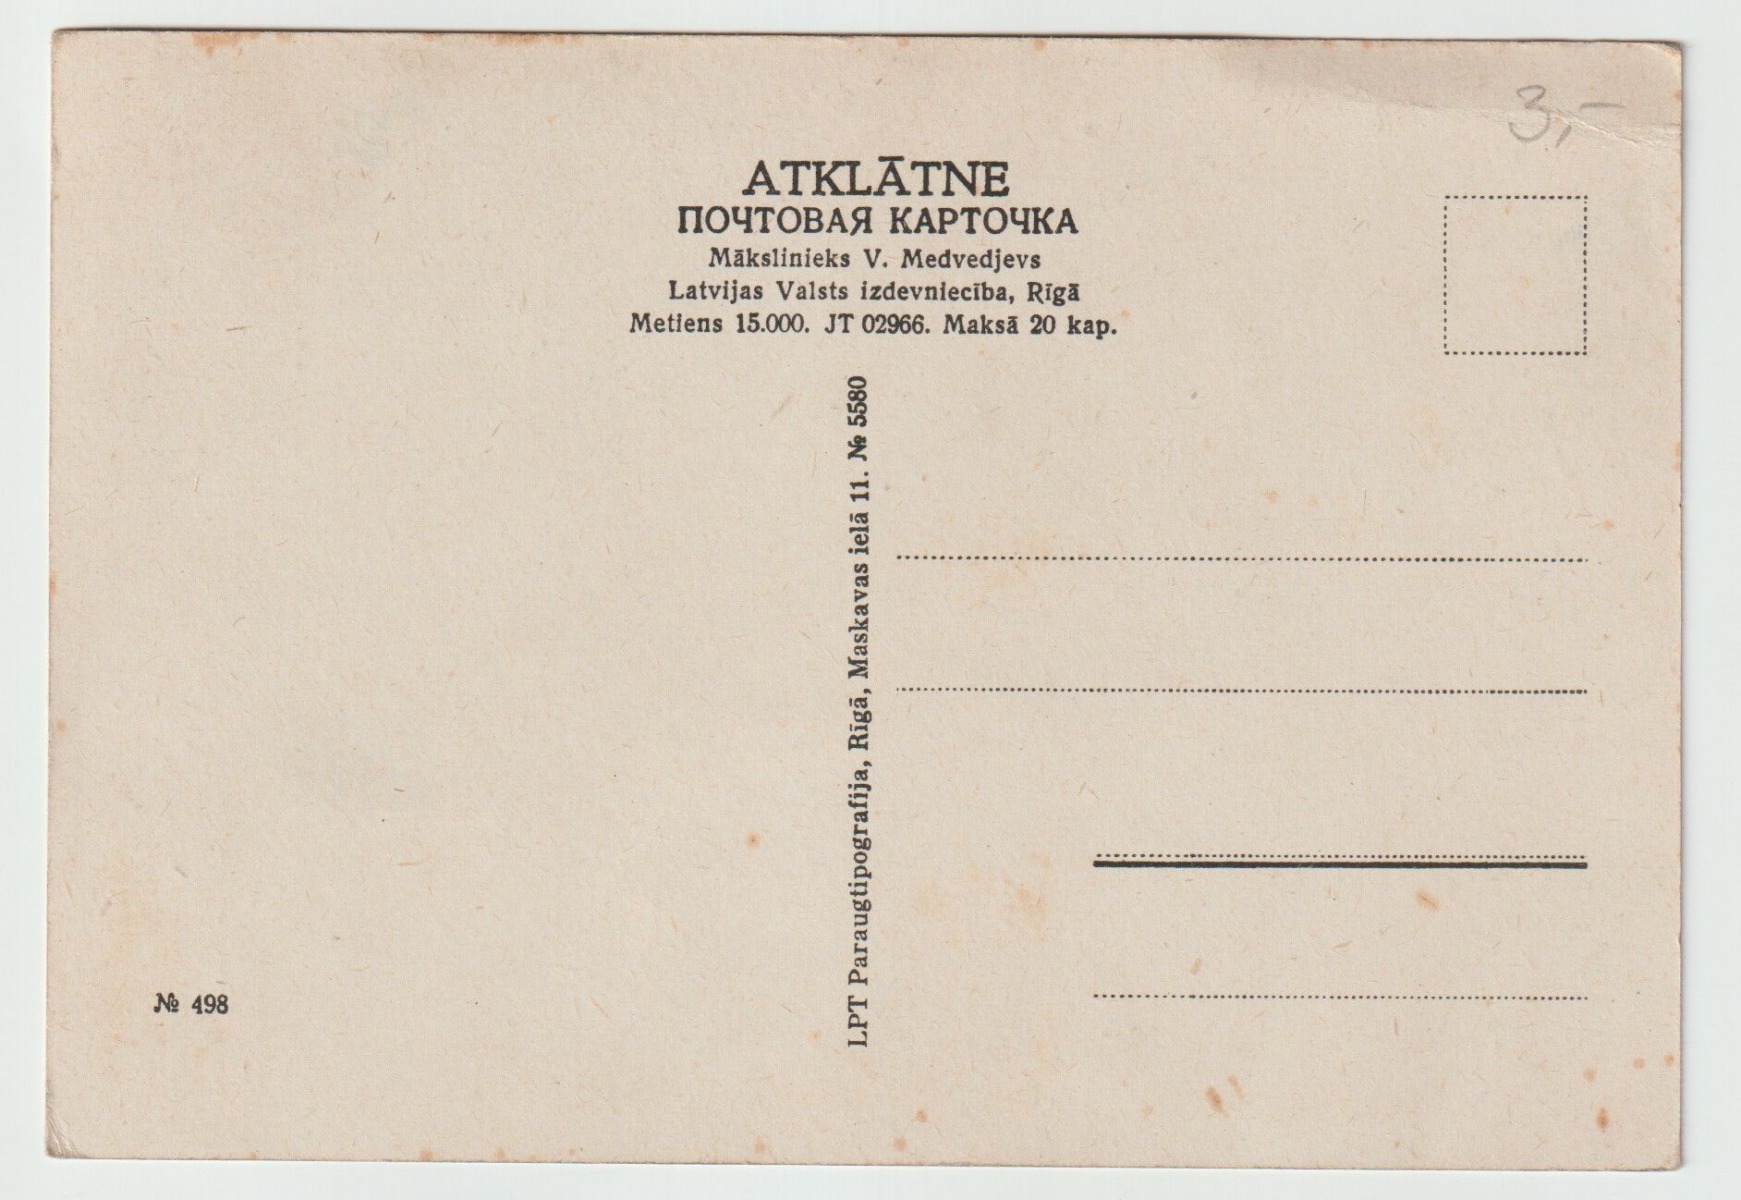 3,-
ATKLĀTNE
ПОЧТОВАЯ КАРТОЧКА
Mākslinieks V. Medvedjevs
Latvijas Valsts izdevniecība, Rīgā
Metiens 15.000. JT 02966. Maksā 20 kap.
LPT Paraugtipografija, Rīgā, Maskavas ielā 11. № 5580
№ 498